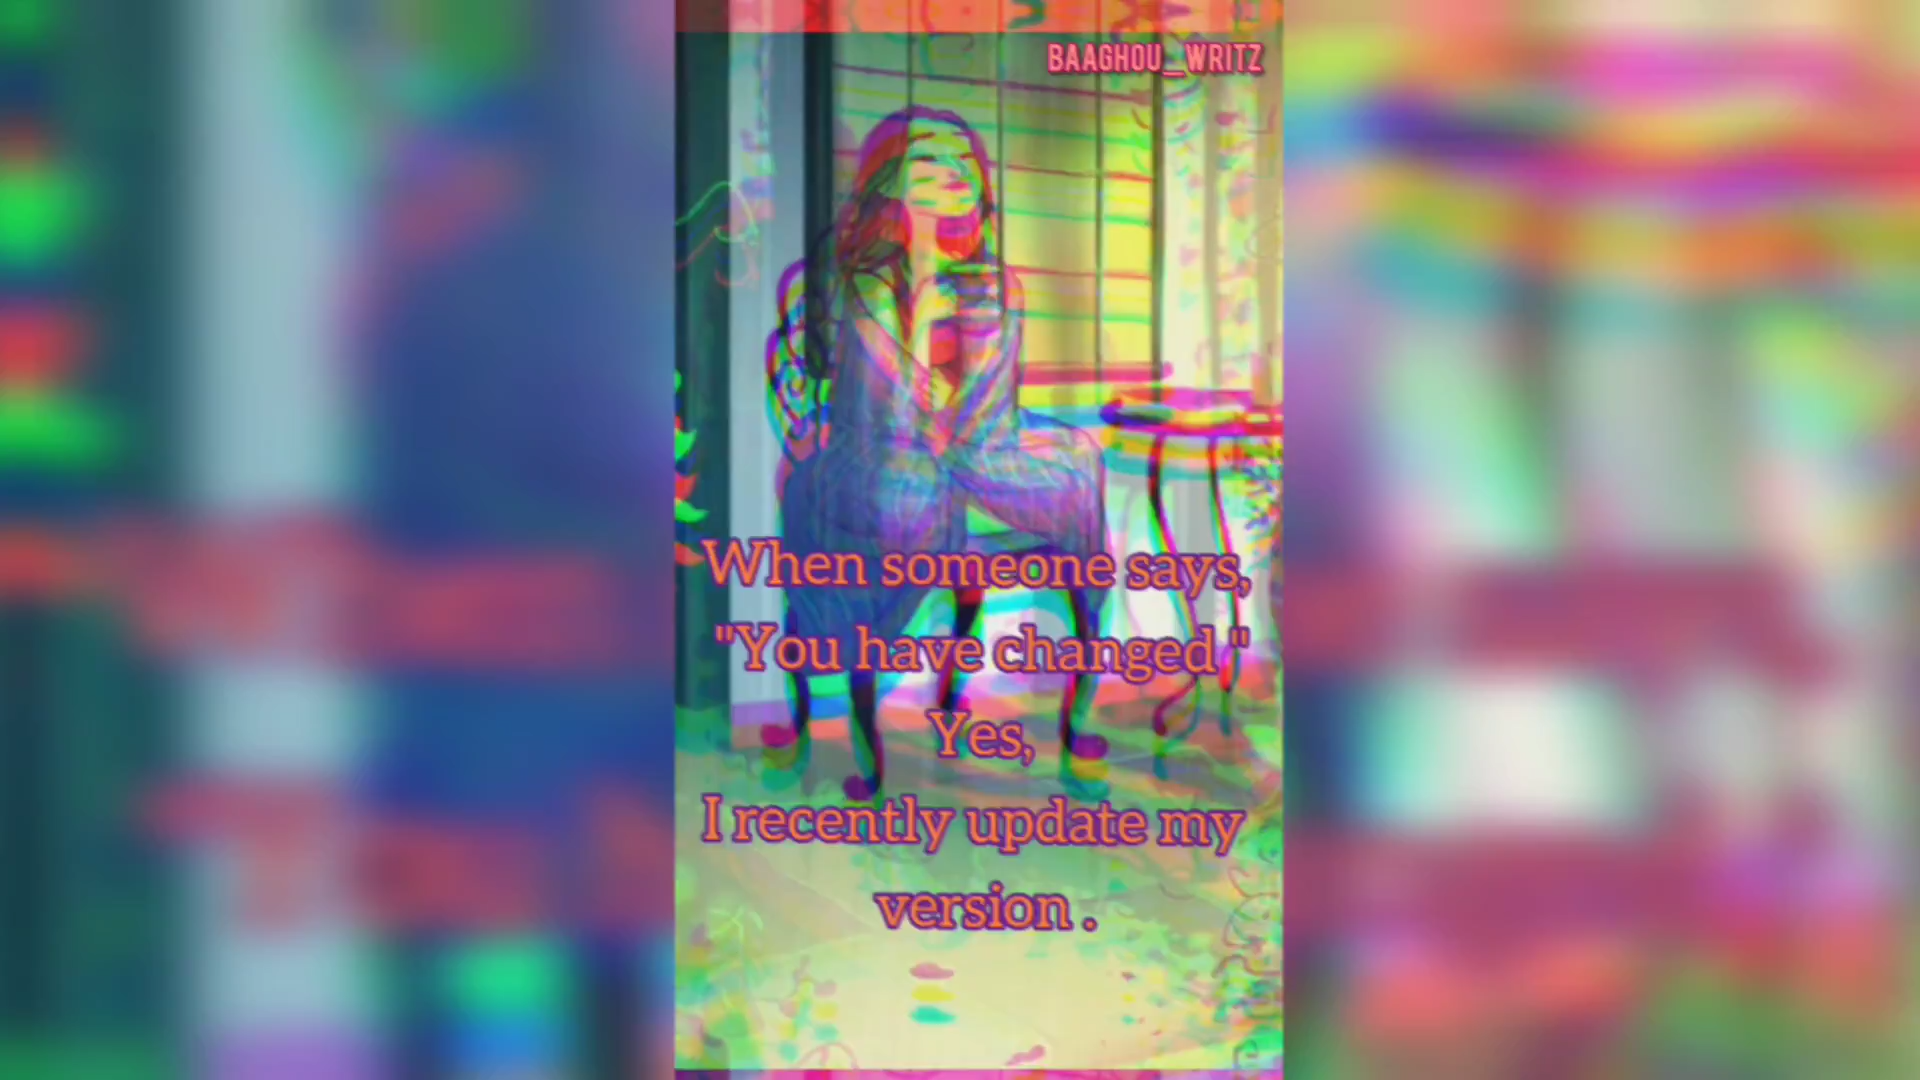 BAAGHOU_WRITZ
When someone says,
"You have changed "
Yes,
I recently update my
version .